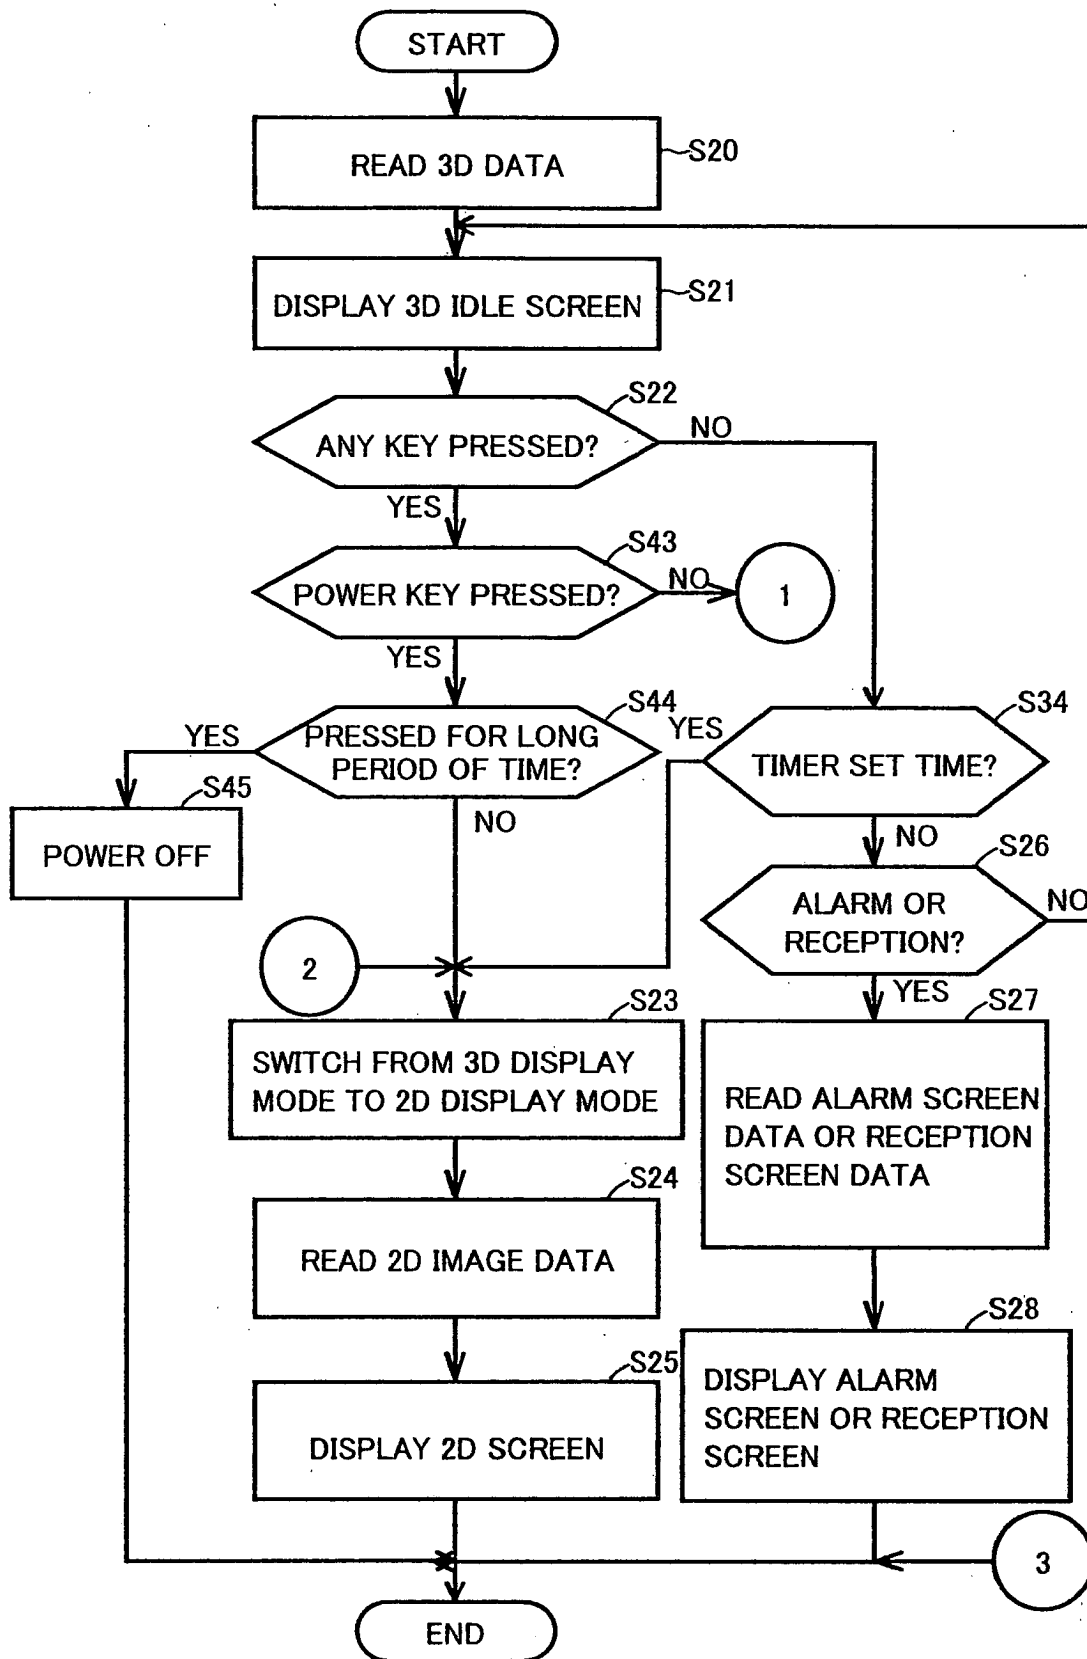 START
READ 3D DATA
S20
DISPLAY 3D IDLE SCREEN
S21
S22
ANY KEY PRESSED?
NO
YES
S43
POWER KEY PRESSED?
NO
1
YES
S44
PRESSED FOR LONG
PERIOD OF TIME?
YES
NO
S45
POWER OFF
S34
YES
TIMER SET TIME?
NO
S26
ALARM OR
RECEPTION?
NO
YES
2
S23
SWITCH FROM 3D DISPLAY
MODE TO 2D DISPLAY MODE
S27
READ ALARM SCREEN
DATA OR RECEPTION
SCREEN DATA
S24
READ 2D IMAGE DATA
S28
DISPLAY ALARM
SCREEN OR RECEPTION
SCREEN
S25
DISPLAY 2D SCREEN
3
END